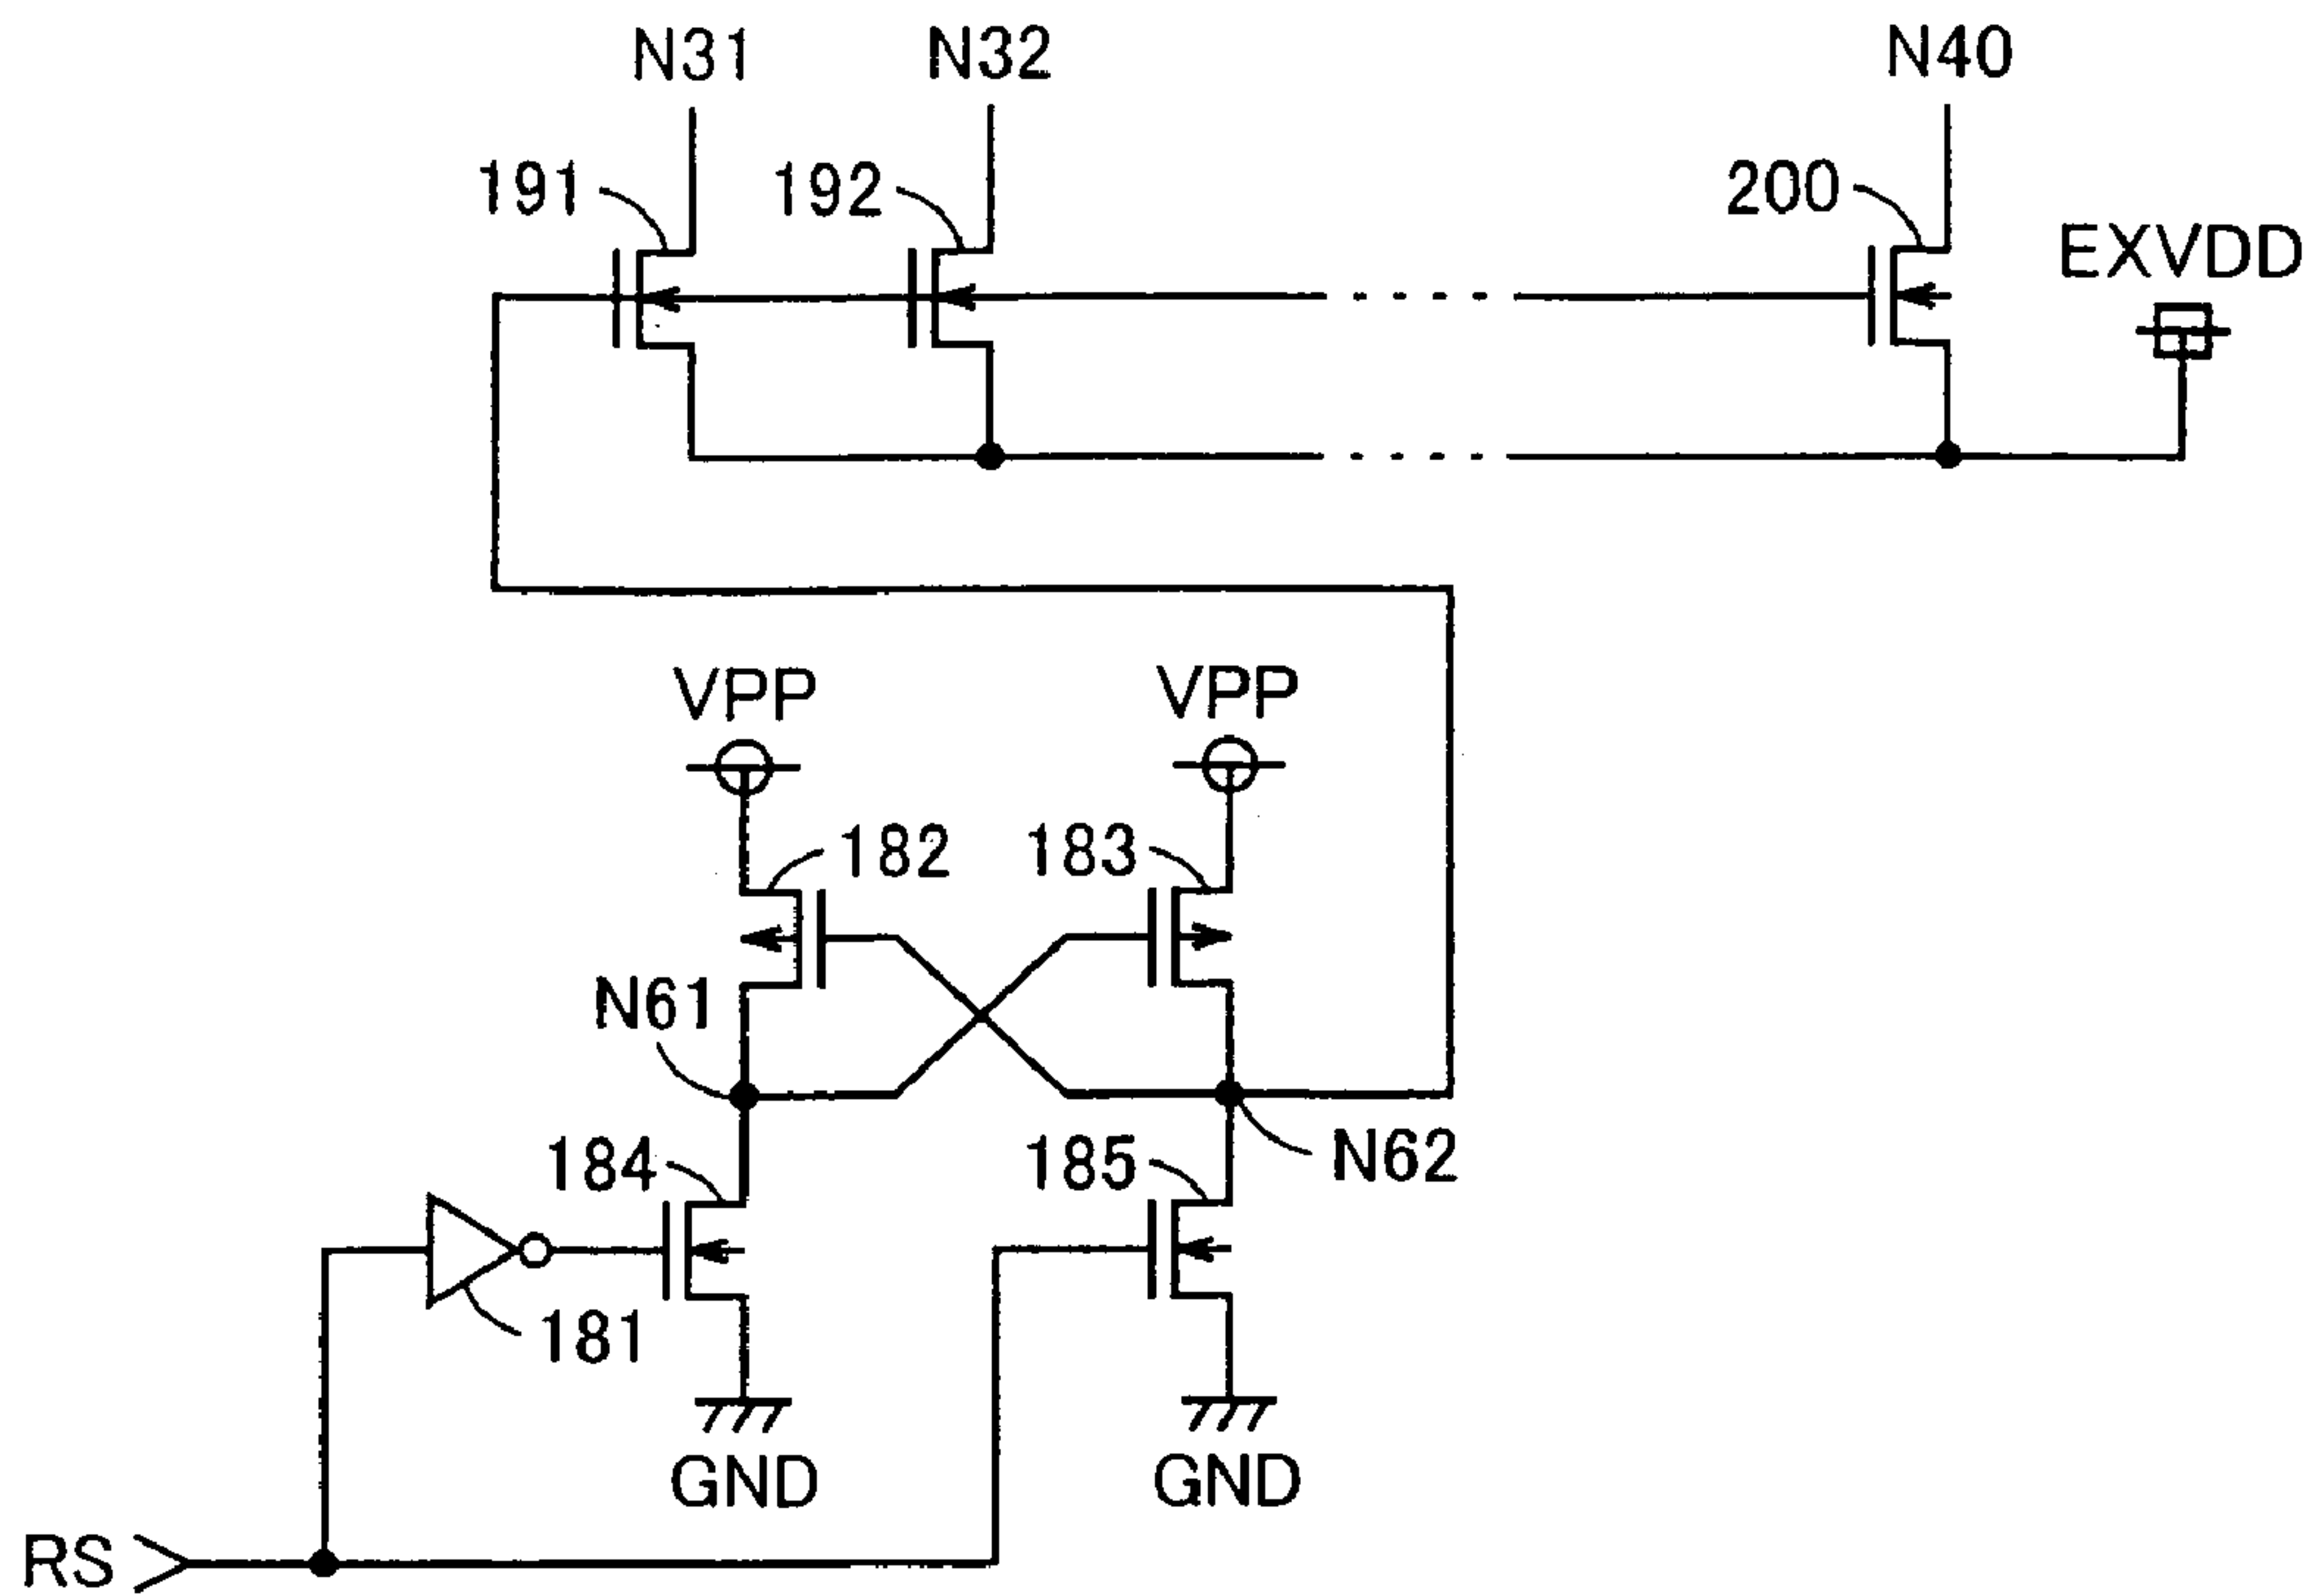 N31 N32 N40
191 192 200
EXVDD
VPP VPP
182 183
N61
184 185 N62
181
GND GND
RS